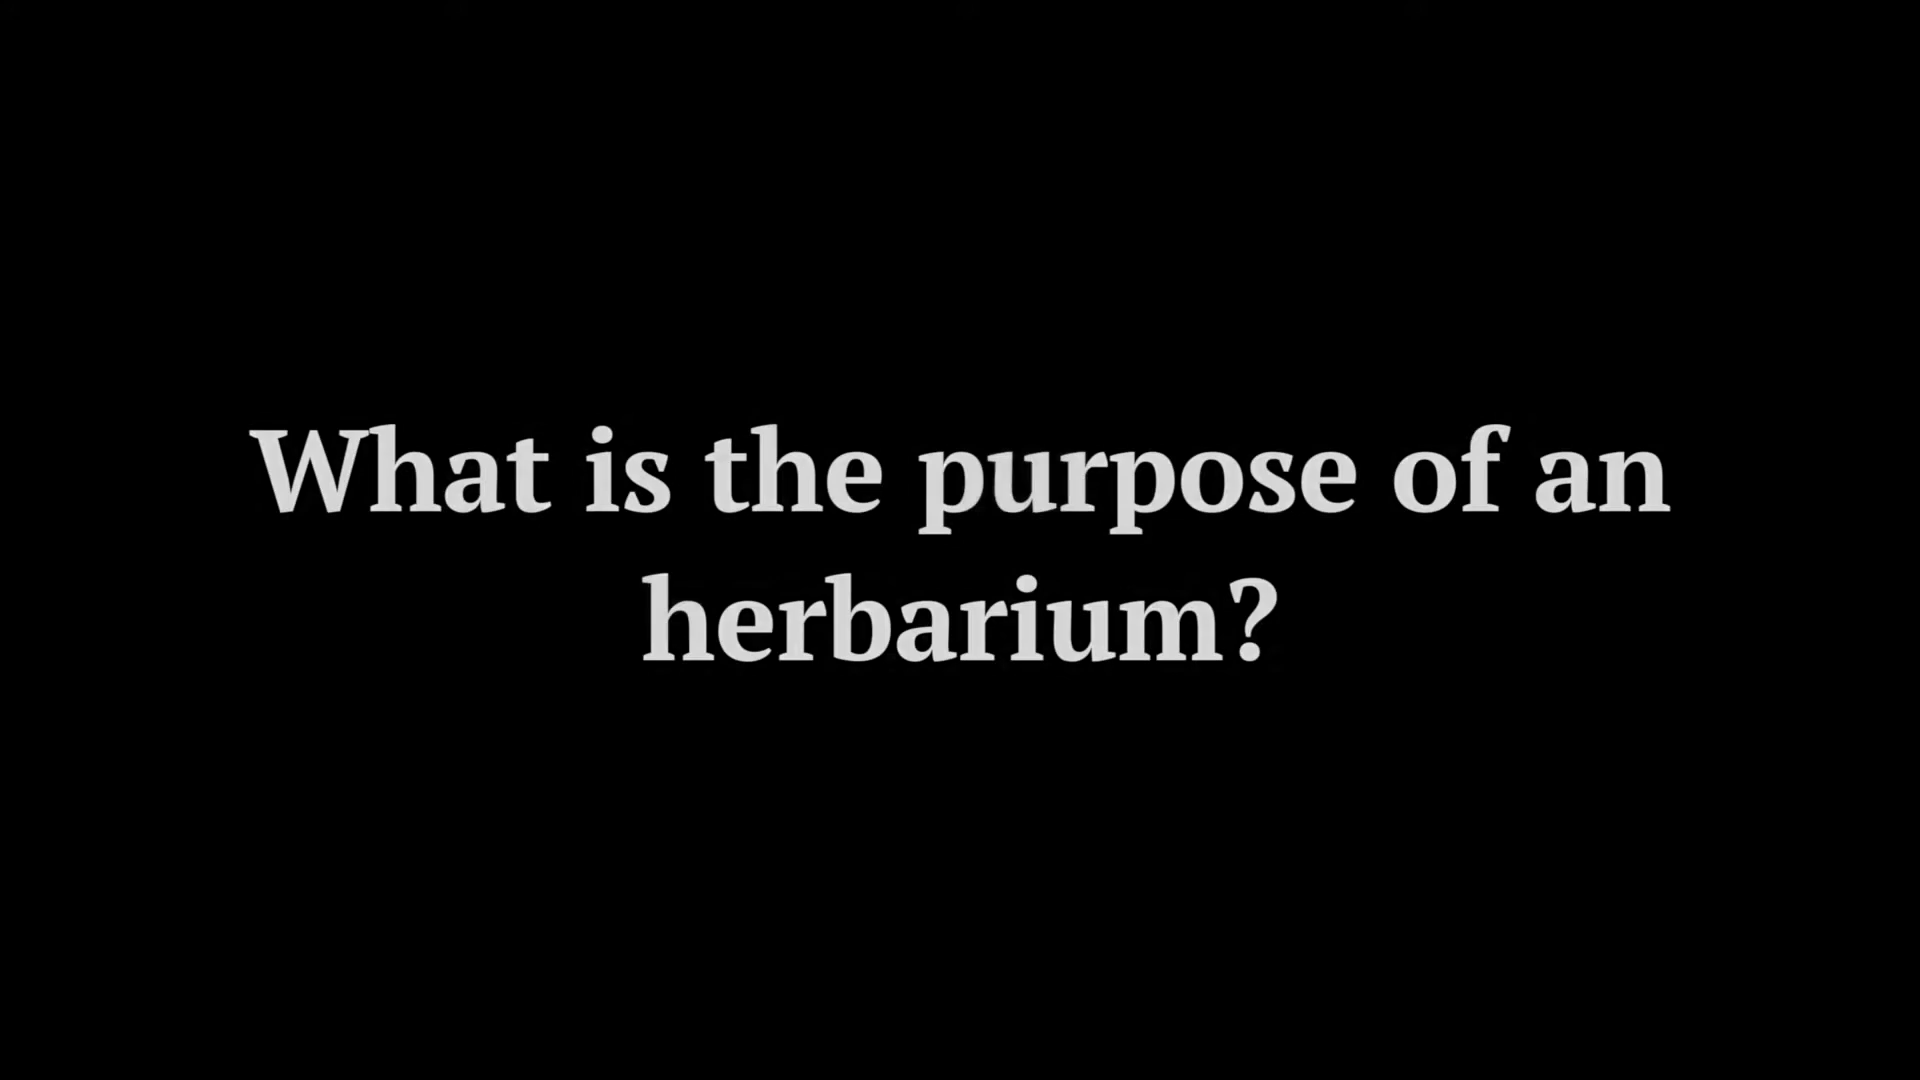 What is the purpose of an
herbarium?